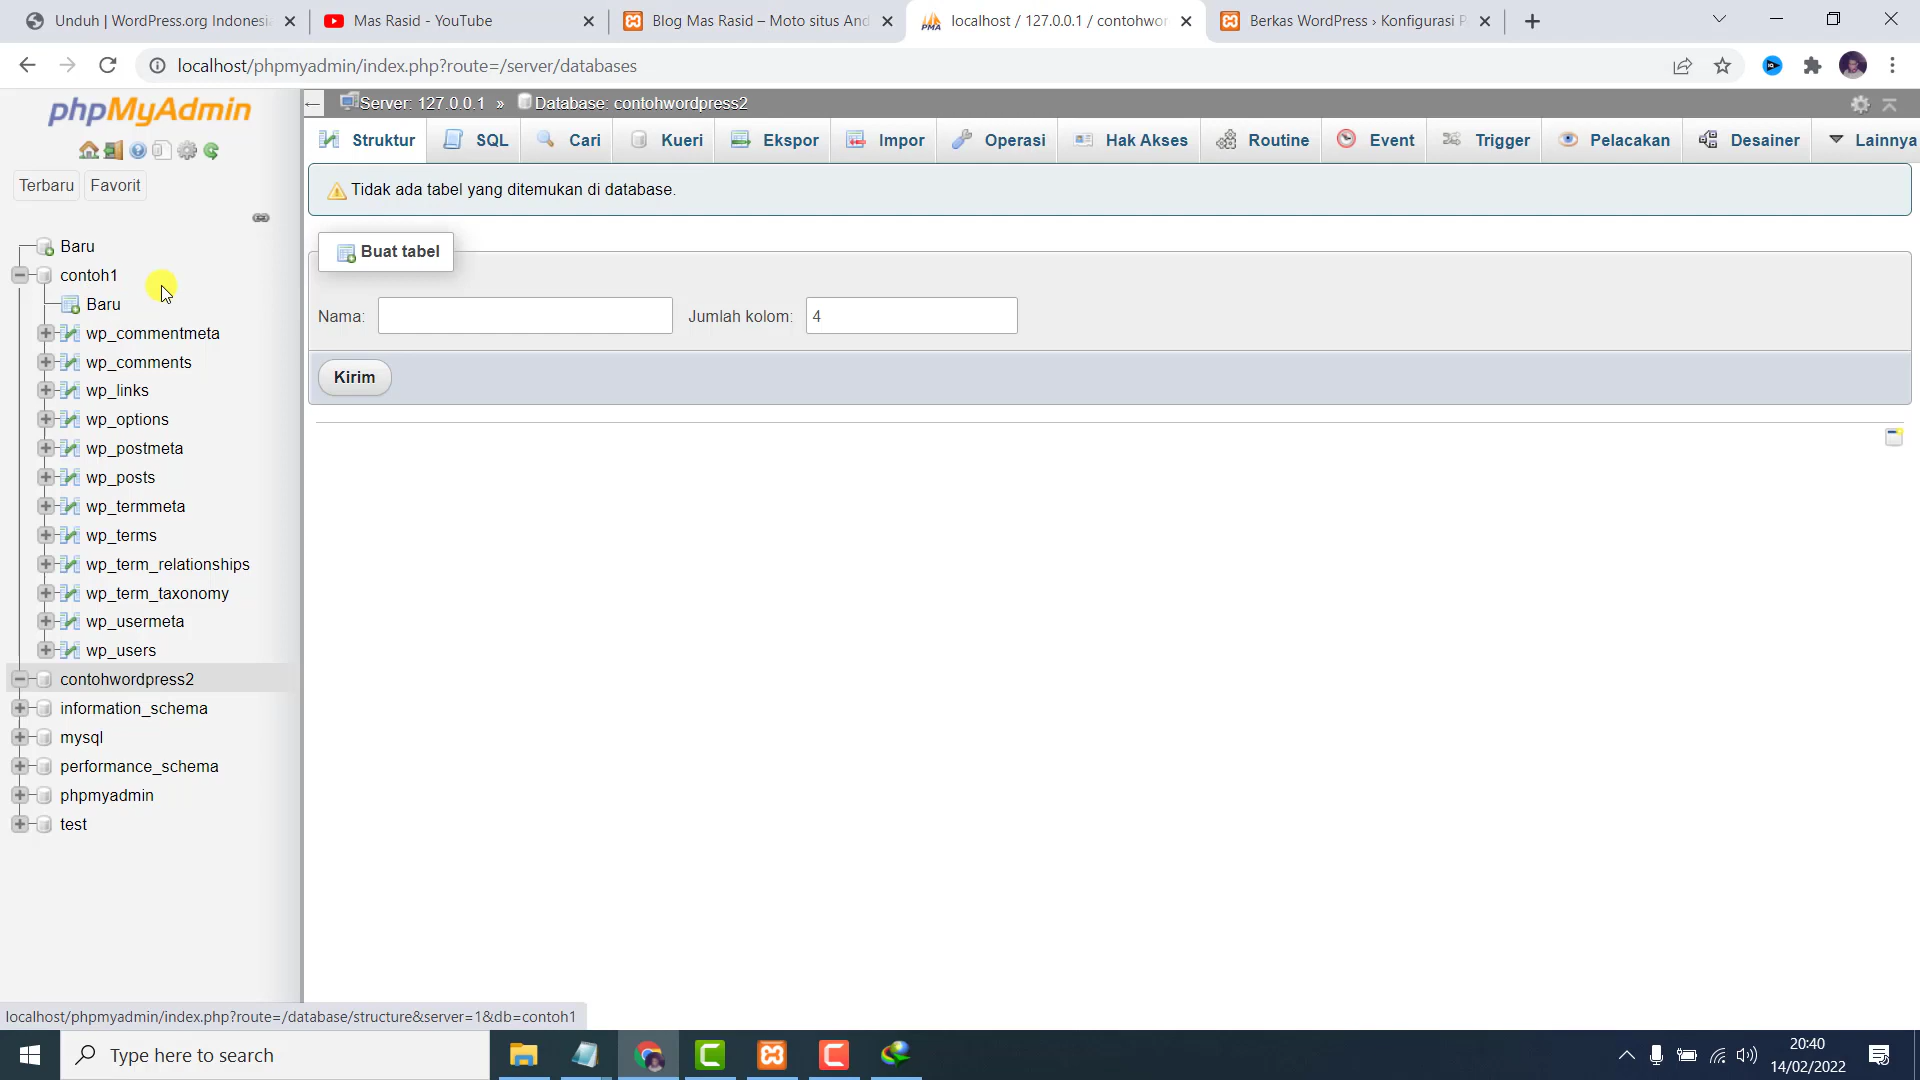 Unduh | WordPress.org Indonesia
Mas Rasid - YouTube
Blog Mas Rasid – Moto situs And
localhost / 127.0.0.1 / contohwor
Berkas WordPress › Konfigurasi P
localhost/phpmyadmin/index.php?route=/server/databases
phpMyAdmin
Terbaru
Favorit
Baru
contoh1
Baru
wp_commentmeta
wp_comments
wp_links
wp_options
wp_postmeta
wp_posts
wp_termmeta
wp_terms
wp_term_relationships
wp_term_taxonomy
wp_usermeta
wp_users
contohwordpress2
information_schema
mysql
performance_schema
phpmyadmin
test
Server: 127.0.0.1 » Database: contohwordpress2
Struktur
SQL
Cari
Kueri
Ekspor
Impor
Operasi
Hak Akses
Routine
Event
Trigger
Pelacakan
Desainer
Lainnya
Tidak ada tabel yang ditemukan di database.
Buat tabel
Nama:
Jumlah kolom: 4
Kirim
localhost/phpmyadmin/index.php?route=/database/structure&server=1&db=contoh1
Type here to search
20:40
14/02/2022